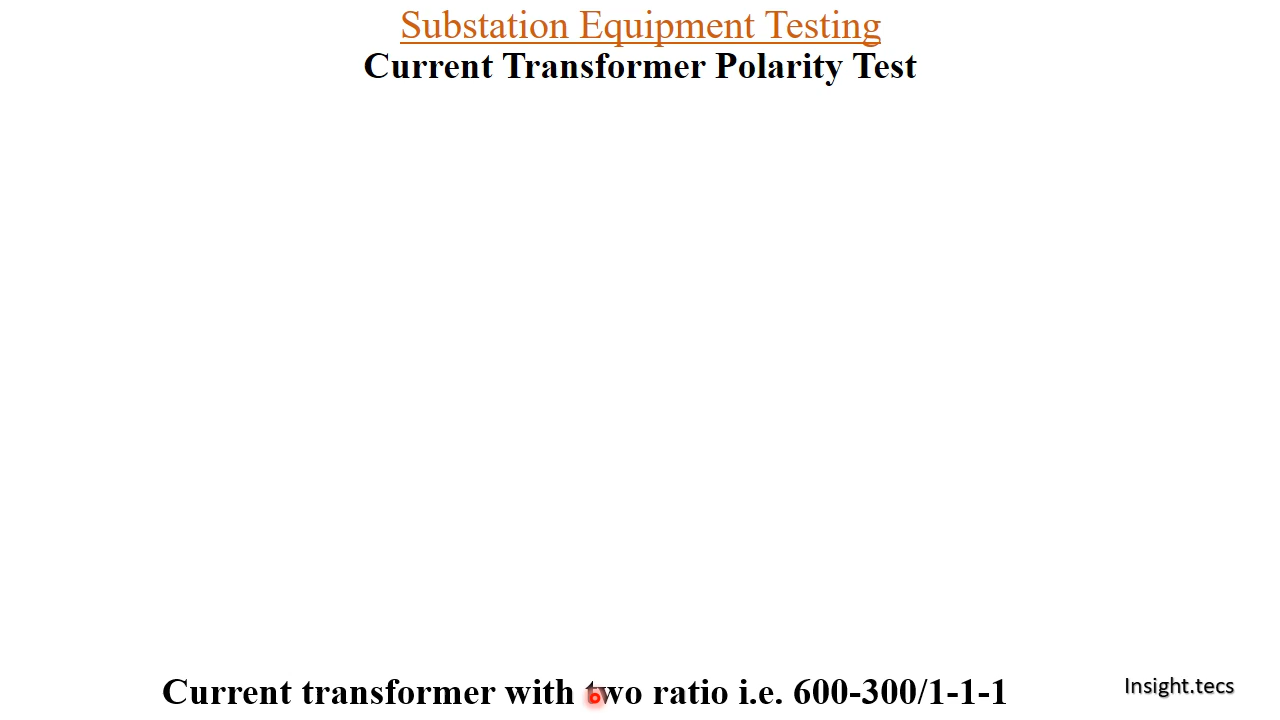 Substation Equipment Testing
Current Transformer Polarity Test
Current transformer with two ratio i.e. 600-300/1-1-1
Insight.tecs